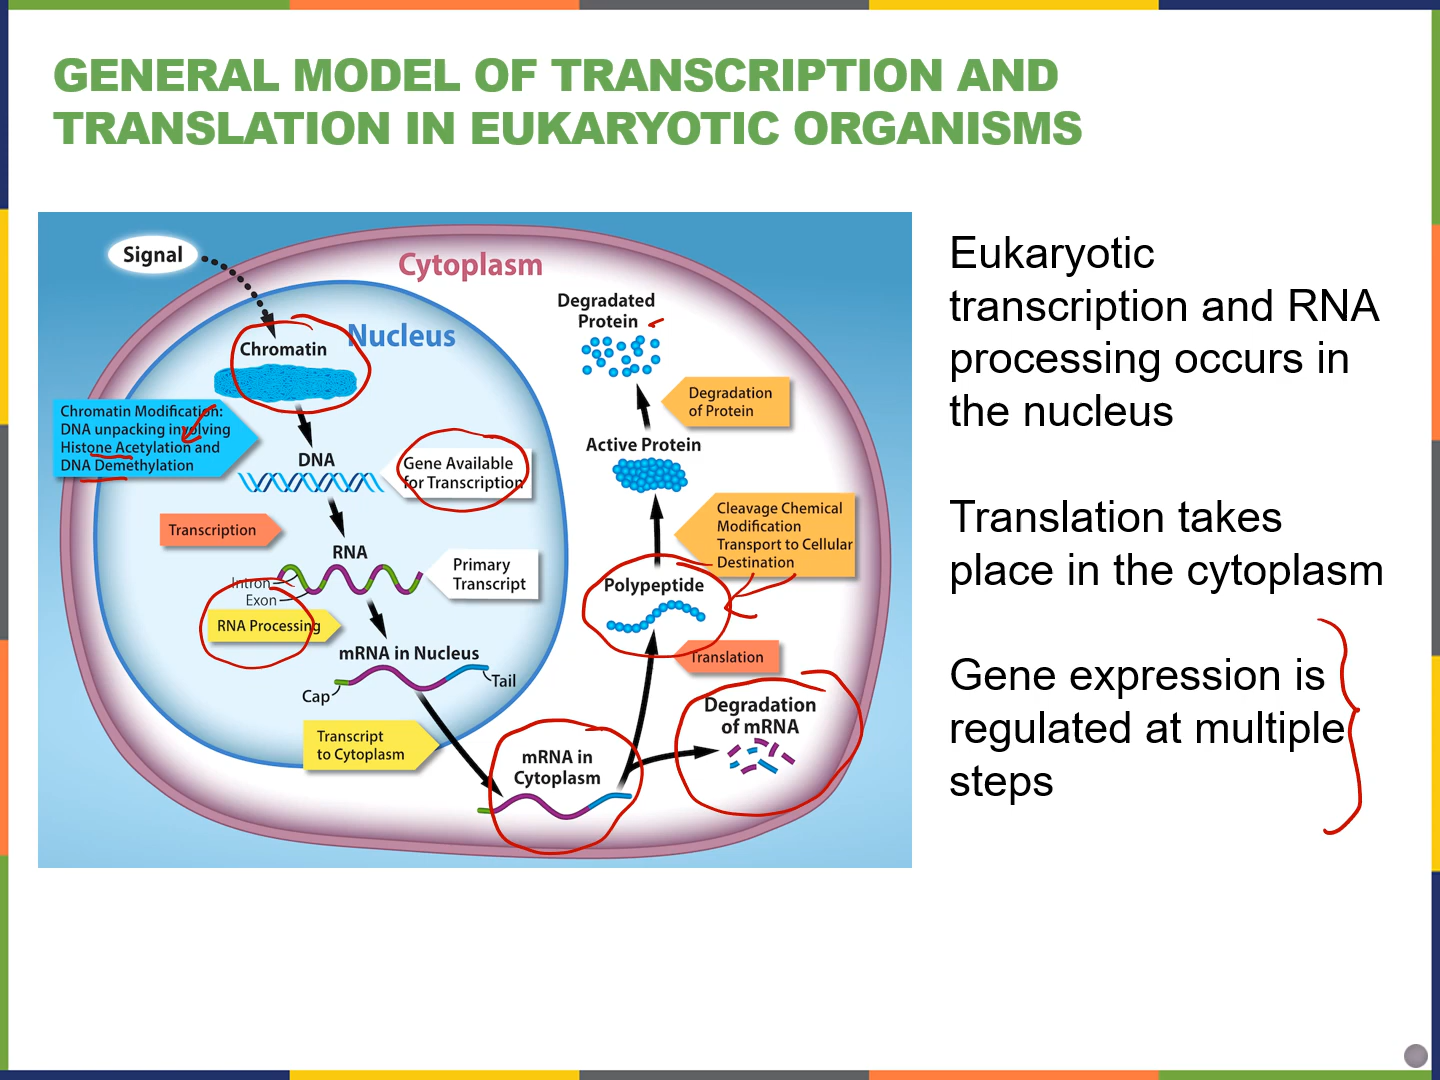 GENERAL MODEL OF TRANSCRIPTION AND
TRANSLATION IN EUKARYOTIC ORGANISMS
Signal
Cytoplasm
Nucleus
Chromatin
Chromatin Modification:
DNA unpacking involving
Histone Acetylation and
DNA Demethylation
DNA
Gene Available
for Transcription
Transcription
RNA
Intron
Exon
Primary
Transcript
RNA Processing
mRNA in Nucleus
Cap
Tail
Transcript
to Cytoplasm
mRNA in
Cytoplasm
Degradation
of mRNA
Translation
Polypeptide
Cleavage Chemical
Modification
Transport to Cellular
Destination
Active Protein
Degradation
of Protein
Degraded
Protein
Eukaryotic
transcription and RNA
processing occurs in
the nucleus
Translation takes
place in the cytoplasm
Gene expression is
regulated at multiple
steps